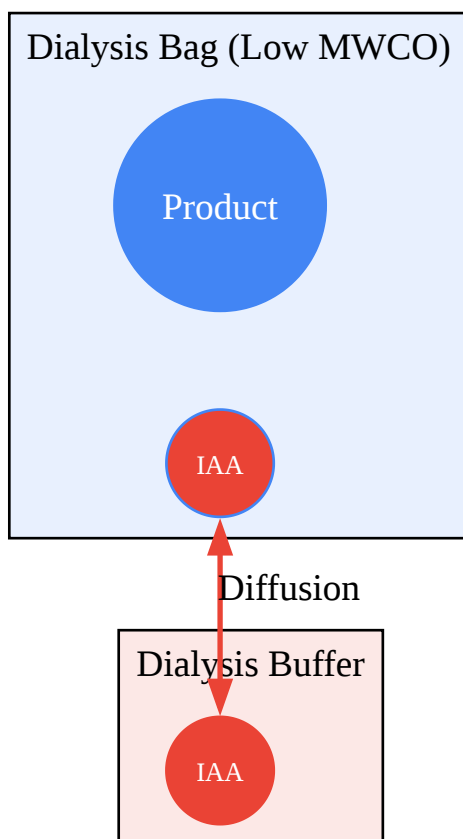 Dialysis Bag (Low MWCO)
Product
IAA
Diffusion
Dialysis Buffer
IAA